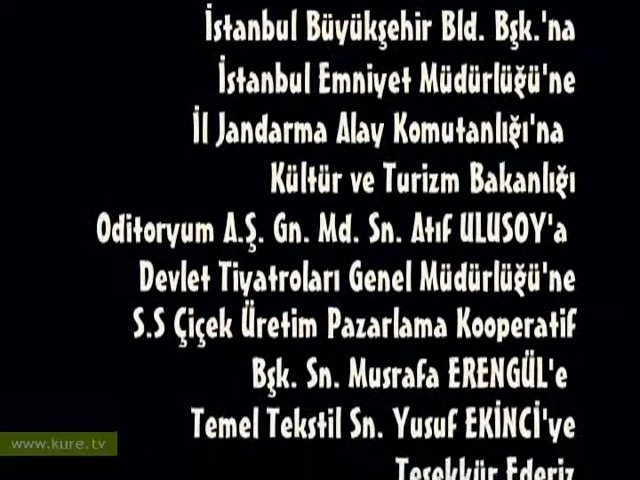 İstanbul Büyükşehir Bld. Bşk.'na
İstanbul Emniyet Müdürlüğü'ne
İl Jandarma Alay Komutanlığı'na
Kültür ve Turizm Bakanlığı
Oditoryum A.Ş. Gn. Md. Sn. Atıf ULUSOY'a
Devlet Tiyatroları Genel Müdürlüğü'ne
S.S Çiçek Üretim Pazarlama Kooperatif
Bşk. Sn. Musrafa ERENGÜL'e
Temel Tekstil Sn. Yusuf EKİNCİ'ye
www.kure.tv
Teşekkür Ederiz